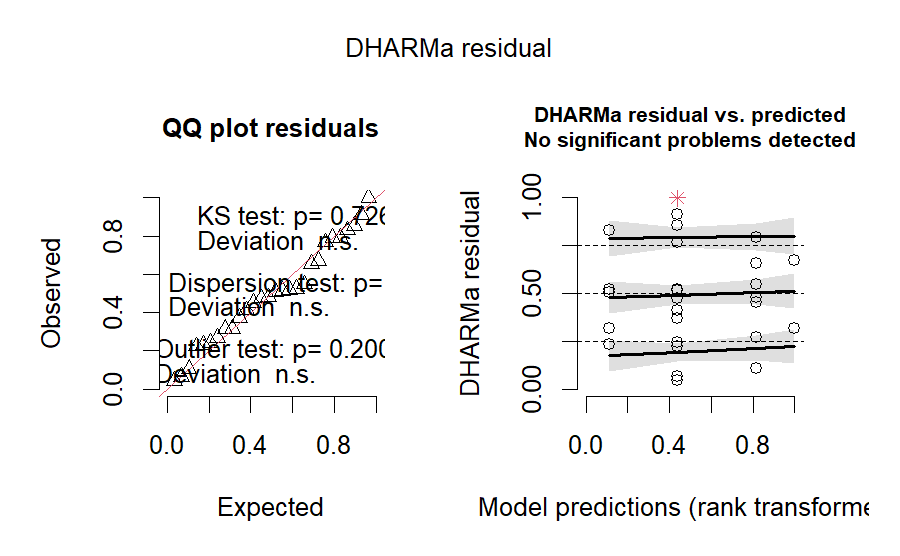 DHARMa residual
QQ plot residuals
KS test: p= 0.726
Deviation n.s.
Dispersion test: p=
Deviation n.s.
Outlier test: p= 0.200
Deviation n.s.
Observed
0.0 0.4 0.8
0.0 0.4 0.8
Expected
DHARMa residual vs. predicted
No significant problems detected
DHARMa residual
0.00 0.50 1.00
0.0 0.4 0.8
Model predictions (rank transforme